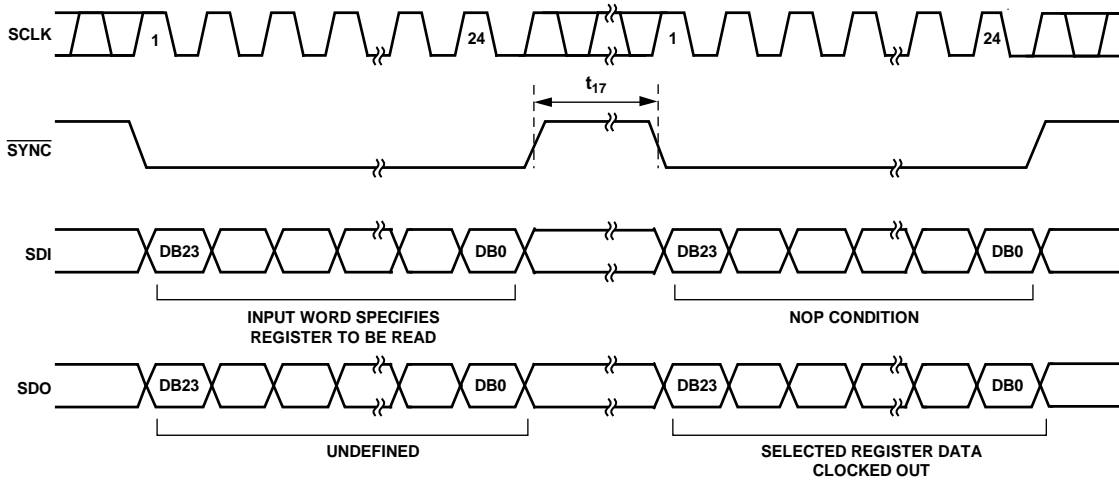 SCLK
1
24
1
24
t17
SYNC
SDI
DB23
DB0
DB23
DB0
INPUT WORD SPECIFIES
REGISTER TO BE READ
NOP CONDITION
SDO
DB23
DB0
DB23
DB0
UNDEFINED
SELECTED REGISTER DATA
CLOCKED OUT